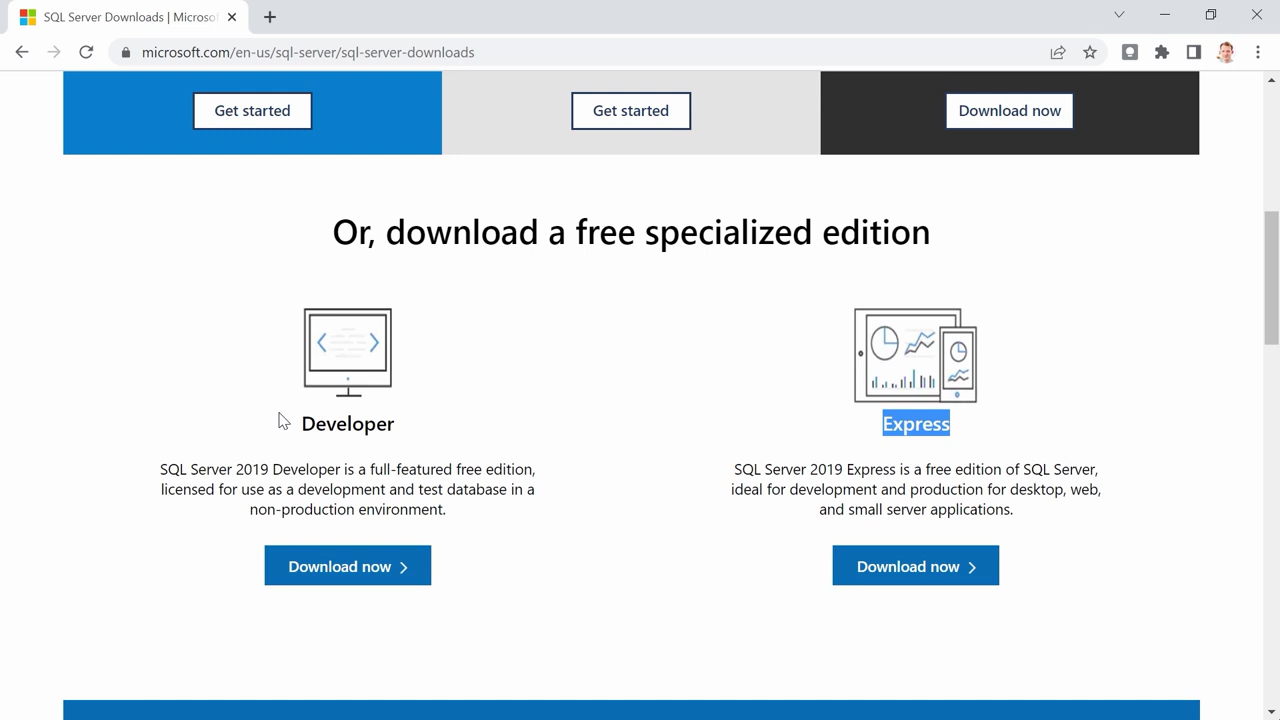 SQL Server Downloads | Microso
microsoft.com/en-us/sql-server/sql-server-downloads
Get started
Get started
Download now
Or, download a free specialized edition
Developer
SQL Server 2019 Developer is a full-featured free edition,
licensed for use as a development and test database in a
non-production environment.
Download now
Express
SQL Server 2019 Express is a free edition of SQL Server,
ideal for development and production for desktop, web,
and small server applications.
Download now